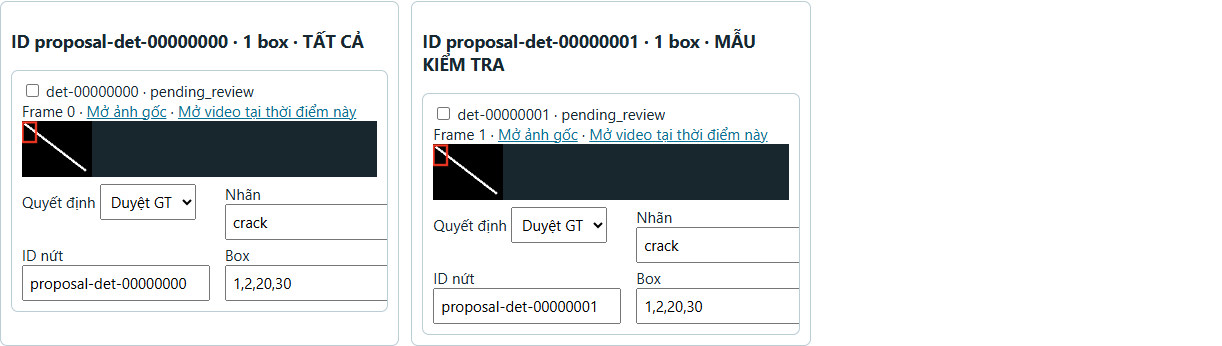 ID proposal-det-00000000 · 1 box · TẤT CẢ
det-00000000 · pending_review
Frame 0 · Mở ảnh gốc · Mở video tại thời điểm này
Quyết định Duyệt GT
Nhãn
crack
ID nứt
proposal-det-00000000
Box
1,2,20,30
ID proposal-det-00000001 · 1 box · MẪU
KIỂM TRA
det-00000001 · pending_review
Frame 1 · Mở ảnh gốc · Mở video tại thời điểm này
Quyết định Duyệt GT
Nhãn
crack
ID nứt
proposal-det-00000001
Box
1,2,20,30